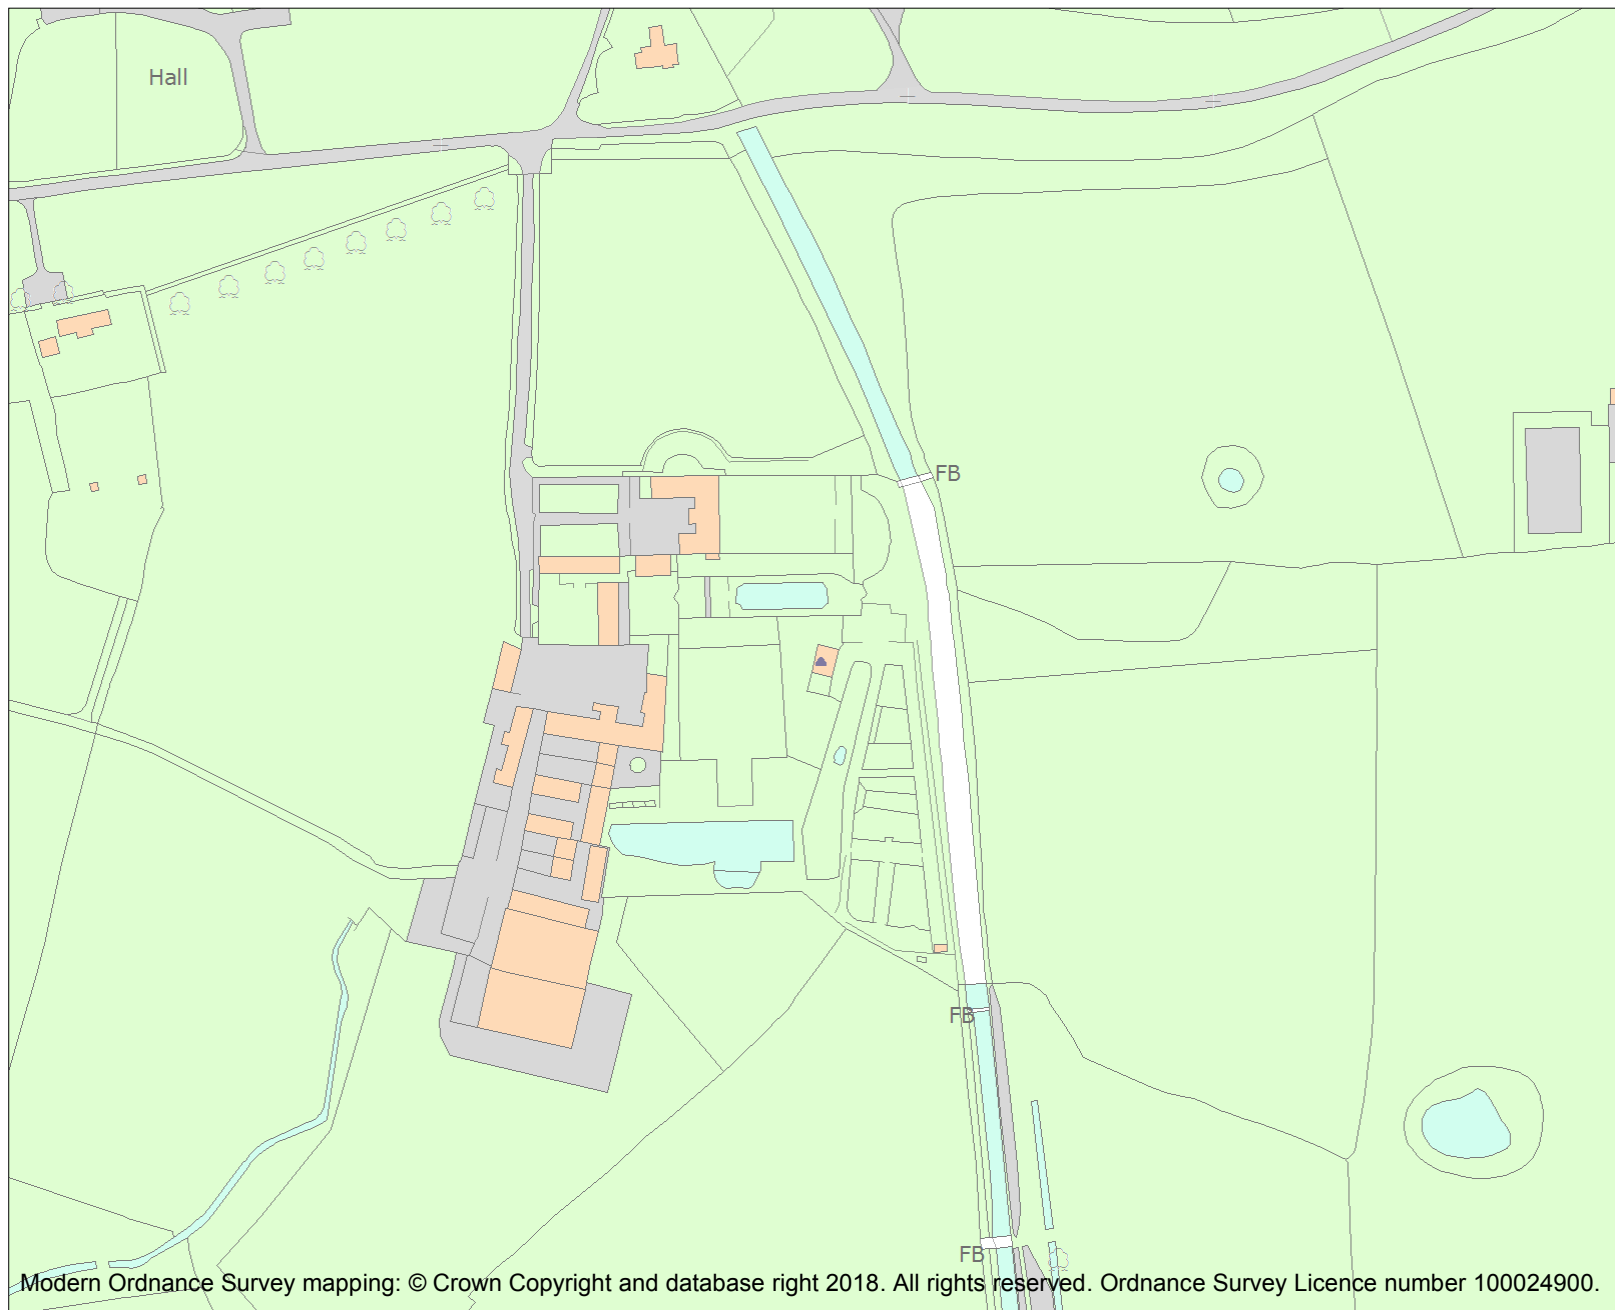 Hall
FB
FB
FB
Modern Ordnance Survey mapping: © Crown Copyright and database right 2018. All rights reserved. Ordnance Survey Licence number 100024900.